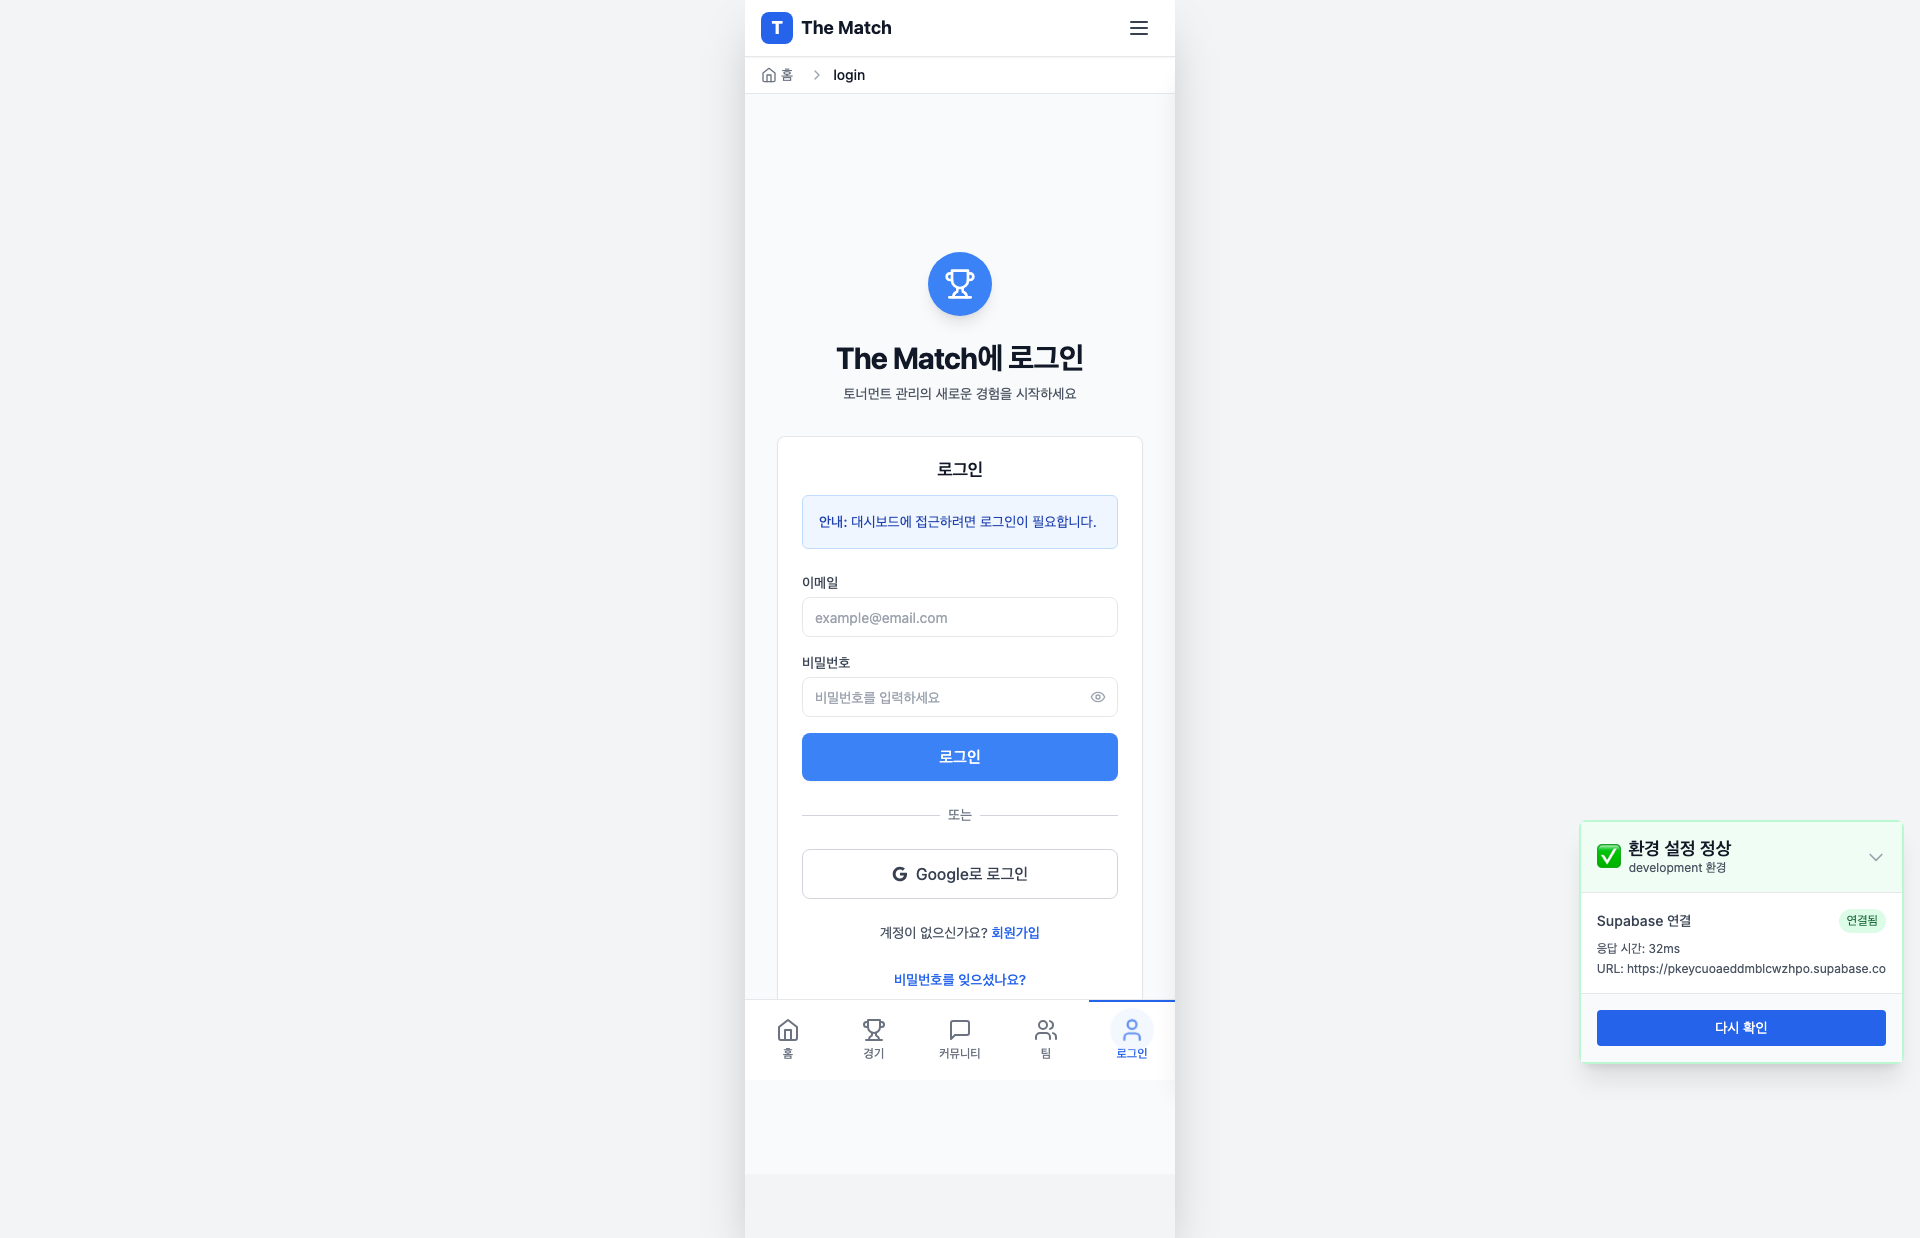 T The Match
홈 login
The Match에 로그인
토너먼트 관리의 새로운 경험을 시작하세요
로그인
안내: 대시보드에 접근하려면 로그인이 필요합니다.
이메일
example@email.com
비밀번호
비밀번호를 입력하세요
로그인
또는
Google로 로그인
계정이 없으신가요? 회원가입
비밀번호를 잊으셨나요?
홈 경기 커뮤니티 팀 로그인
환경 설정 정상
development 환경
Supabase 연결 연결됨
응답 시간: 32ms
URL: https://pkeycuoaeddmblcwzhpo.supabase.co
다시 확인